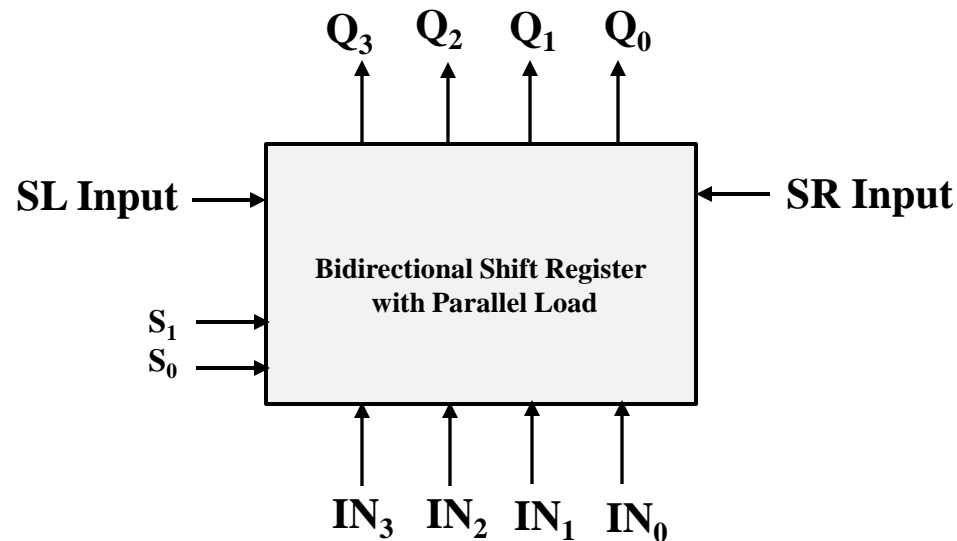 Q₃ Q₂ Q₁ Q₀
SL Input
SR Input
Bidirectional Shift Register
with Parallel Load
S₁
S₀
IN₃ IN₂ IN₁ IN₀